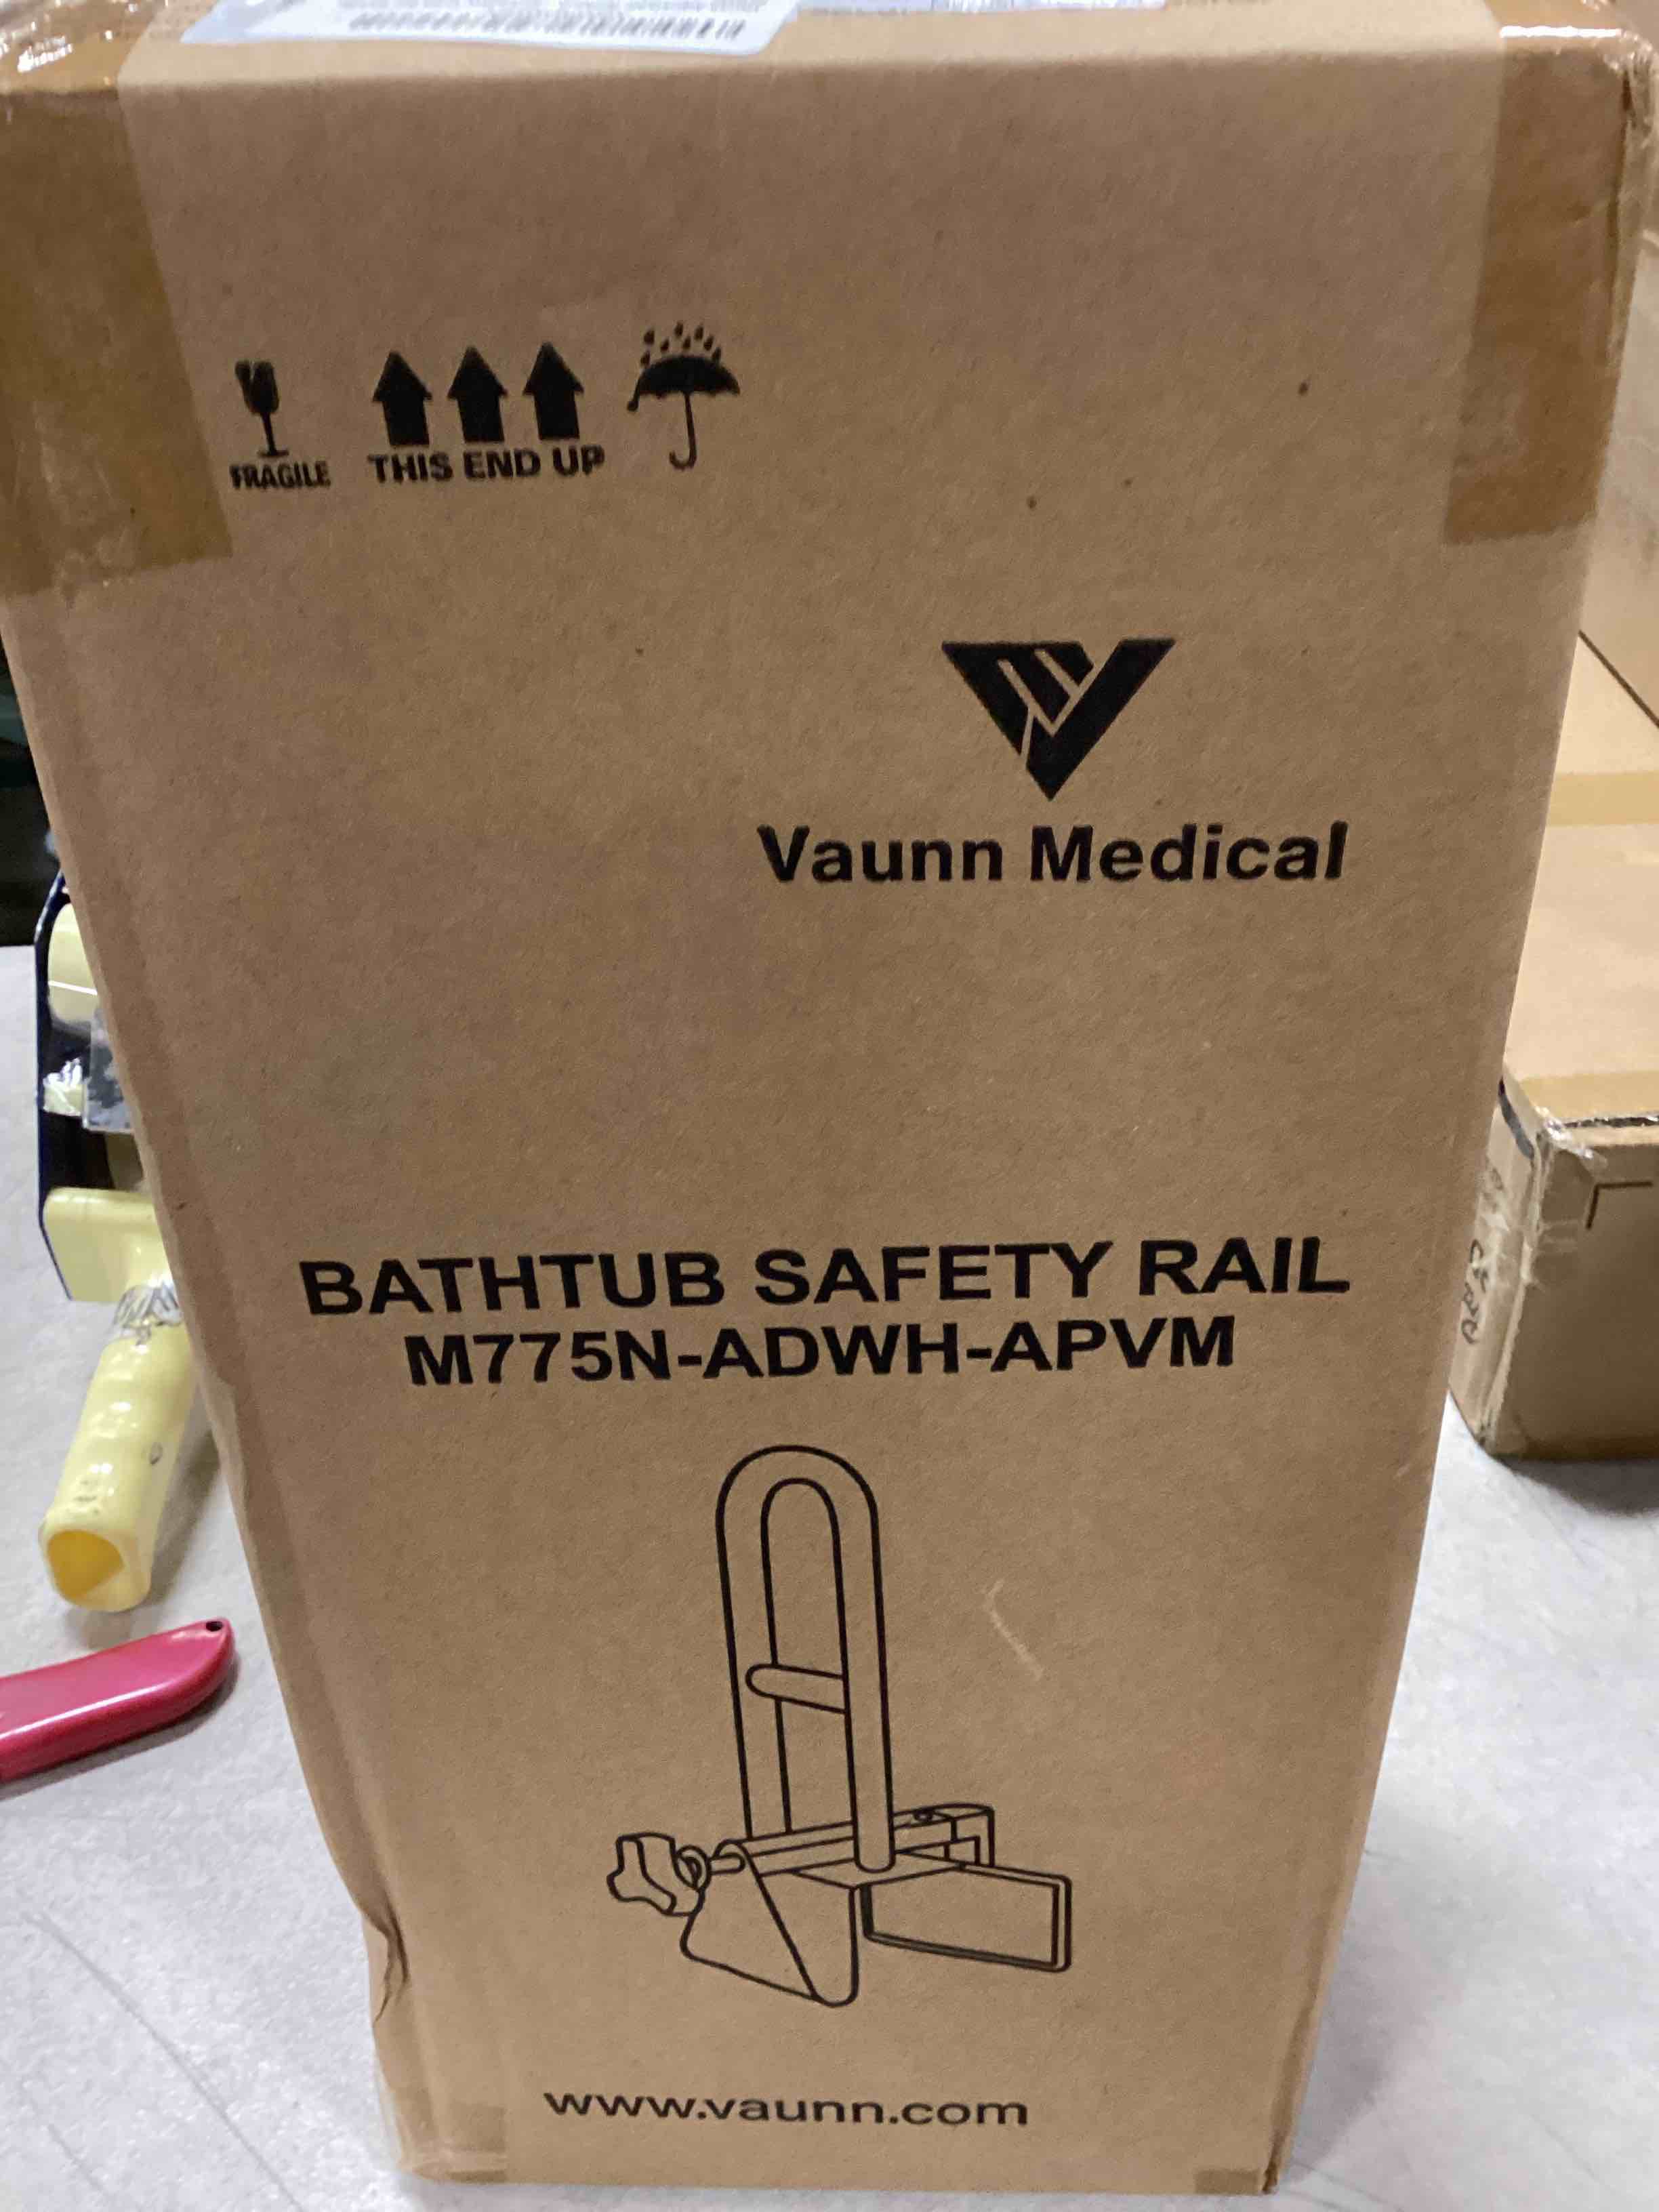 FRAGILE
THIS END UP
Vaunn Medical
BATHTUB SAFETY RAIL
M775N-ADWH-APVM
www.vaunn.com